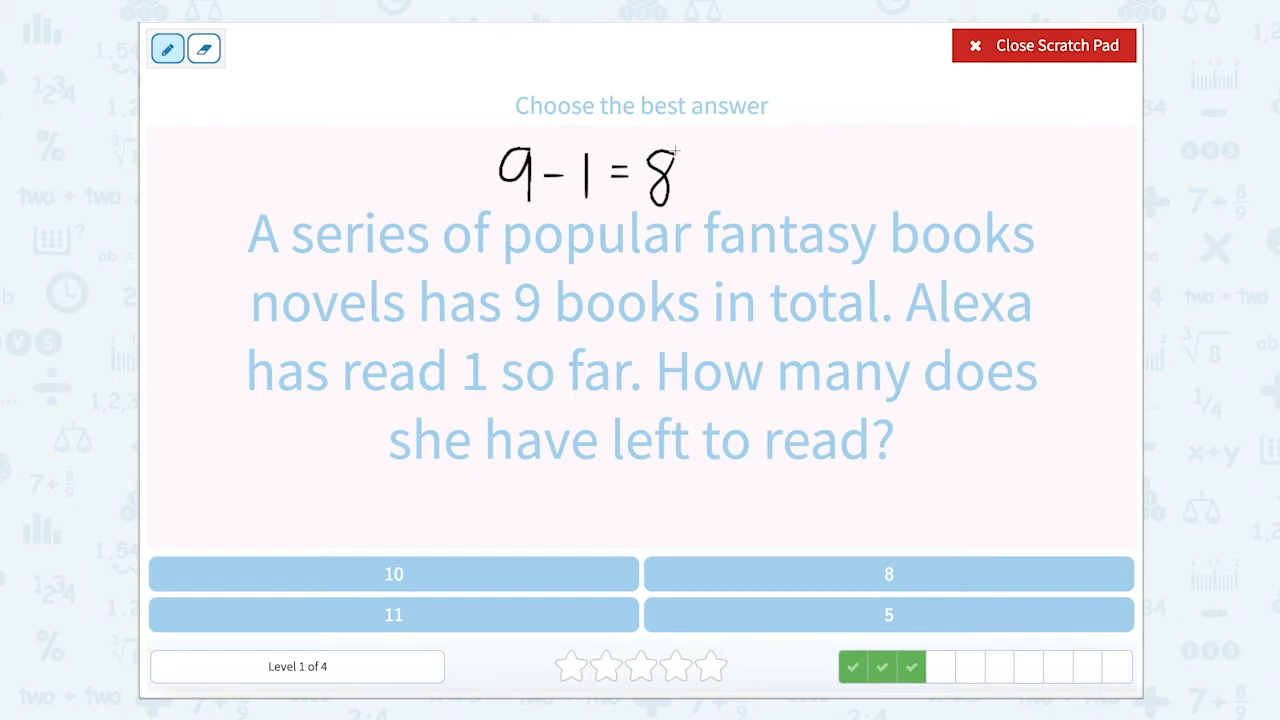 ✖ Close Scratch Pad
Choose the best answer
9 - 1 = 8
A series of popular fantasy books
novels has 9 books in total. Alexa
has read 1 so far. How many does
she have left to read?
10
8
11
5
Level 1 of 4